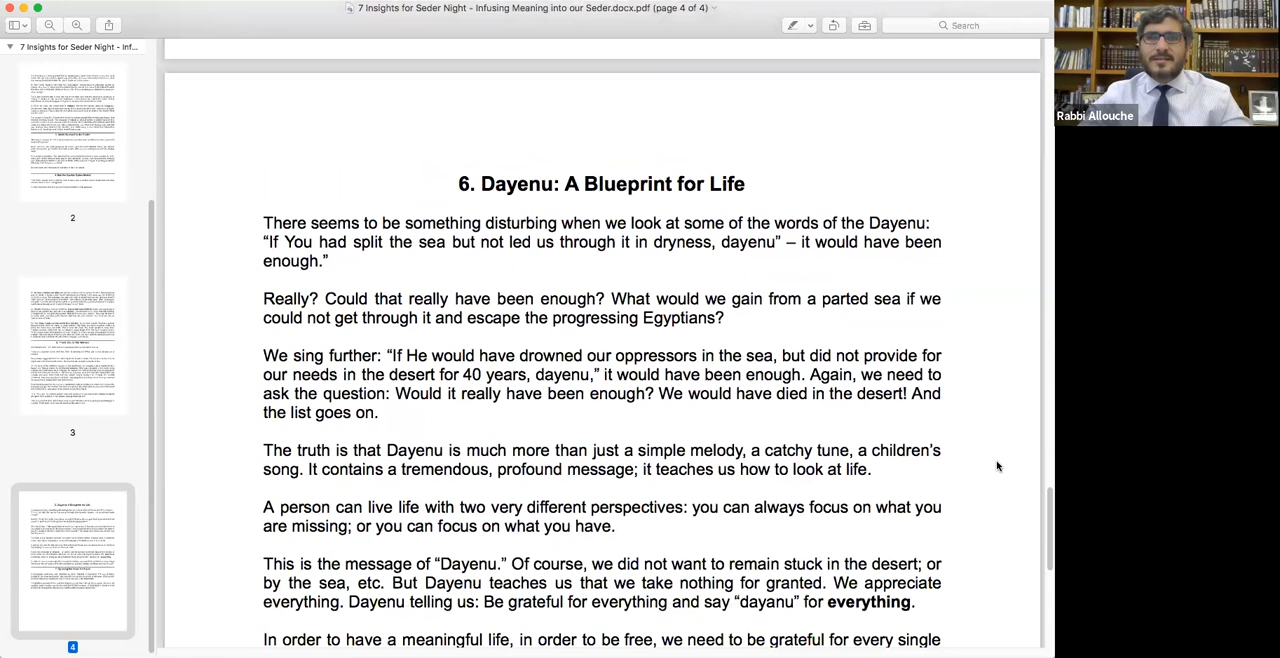 7 Insights for Seder Night - Infusing Meaning into our Seder.docx.pdf (page 4 of 4)
Search
7 Insights for Seder Night - Inf...
2
3
4
Rabbi Allouche
6. Dayenu: A Blueprint for Life
There seems to be something disturbing when we look at some of the words of the Dayenu:
“If You had split the sea but not led us through it in dryness, dayenu” – it would have been
enough.”
Really? Could that really have been enough? What would we gain from a parted sea if we
could not get through it and escape the progressing Egyptians?
We sing further: “If He would have drowned our oppressors in the sea, but did not provide for
our needs in the desert for 40 years, dayenu,” it would have been enough. Again, we need to
ask the question: Would it really have been enough? We would have died in the desert! And
the list goes on.
The truth is that Dayenu is much more than just a simple melody, a catchy tune, a children’s
song. It contains a tremendous, profound message; it teaches us how to look at life.
A person can live life with two very different perspectives: you can always focus on what you
are missing; or you can focus on what you have.
This is the message of “Dayenu.” Of course, we did not want to remain stuck in the desert; or
by the sea, etc. But Dayenu teaches us that we take nothing for granted. We appreciate
everything. Dayenu telling us: Be grateful for everything and say “dayanu” for everything.
In order to have a meaningful life, in order to be free, we need to be grateful for every single